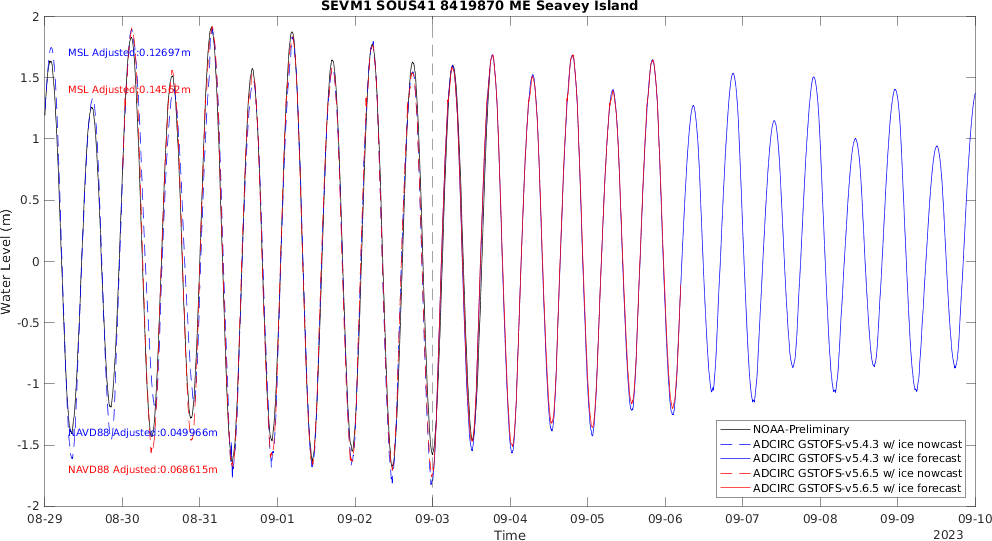 SEVM1 SOUS41 8419870 ME Seavey Island
2
1.5
1
0.5
0
-0.5
-1
-1.5
-2
Water Level (m)
MSL Adjusted:0.12697m
MSL Adjusted:0.14552m
NAVD88 Adjusted:0.049966m
NAVD88 Adjusted:0.068615m
NOAA-Preliminary
ADCIRC GSTOFS-v5.4.3 w/ ice nowcast
ADCIRC GSTOFS-v5.4.3 w/ ice forecast
ADCIRC GSTOFS-v5.6.5 w/ ice nowcast
ADCIRC GSTOFS-v5.6.5 w/ ice forecast
08-29 08-30 08-31 09-01 09-02 09-03 09-04 09-05 09-06 09-07 09-08 09-09 09-10
Time
2023